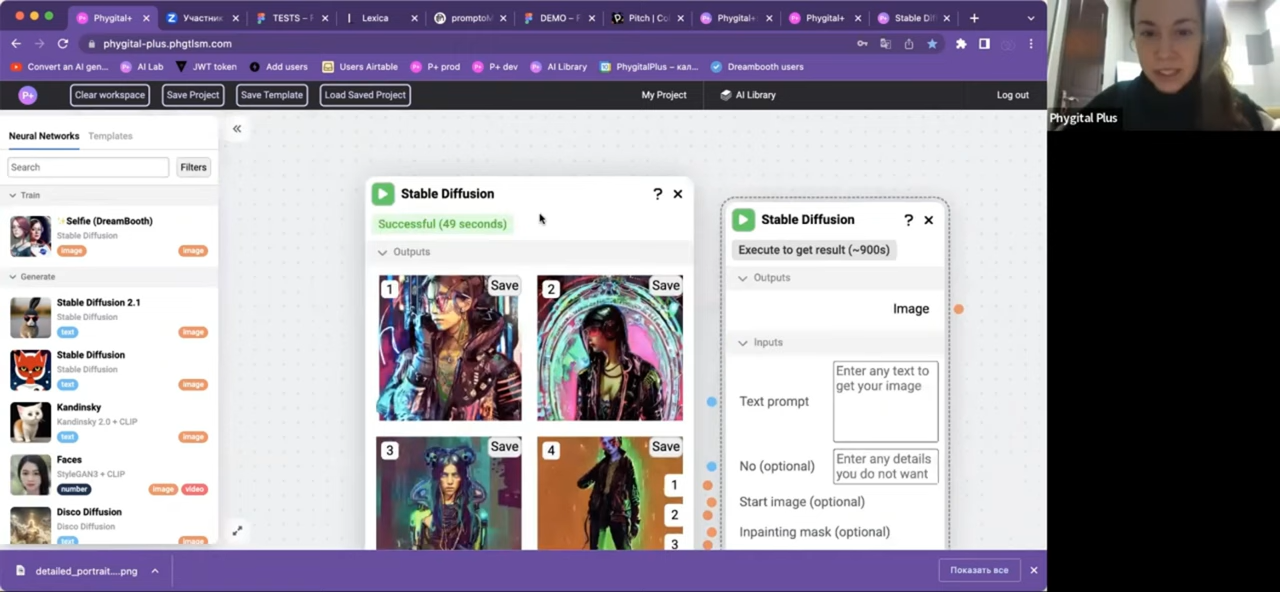 Phygital+
Участник
TESTS – F
Lexica
promptoM
DEMO – F
Pitch | Co
Phygital+
Phygital+
Stable Dif
phygital-plus.phgtlsm.com
Convert an AI gen...
AI Lab
JWT token
Add users
Users Airtable
P+ prod
P+ dev
AI Library
PhygitalPlus – кал...
Dreambooth users
P+
Clear workspace
Save Project
Save Template
Load Saved Project
My Project
AI Library
Log out
Phygital Plus
Neural Networks
Templates
Search
Filters
Train
Selfie (DreamBooth)
Stable Diffusion
image
image
Generate
Stable Diffusion 2.1
Stable Diffusion
text
image
Stable Diffusion
Stable Diffusion
text
image
Kandinsky
Kandinsky 2.0 + CLIP
text
image
Faces
StyleGAN3 + CLIP
number
image
video
Disco Diffusion
Disco Diffusion
text
image
Stable Diffusion
?
Successful (49 seconds)
Outputs
1
Save
2
Save
3
Save
4
Save
1
2
3
Stable Diffusion
?
Execute to get result (~900s)
Outputs
Image
Inputs
Text prompt
Enter any text to
get your image
No (optional)
Enter any details
you do not want
Start image (optional)
Inpainting mask (optional)
detailed_portrait....png
Показать все